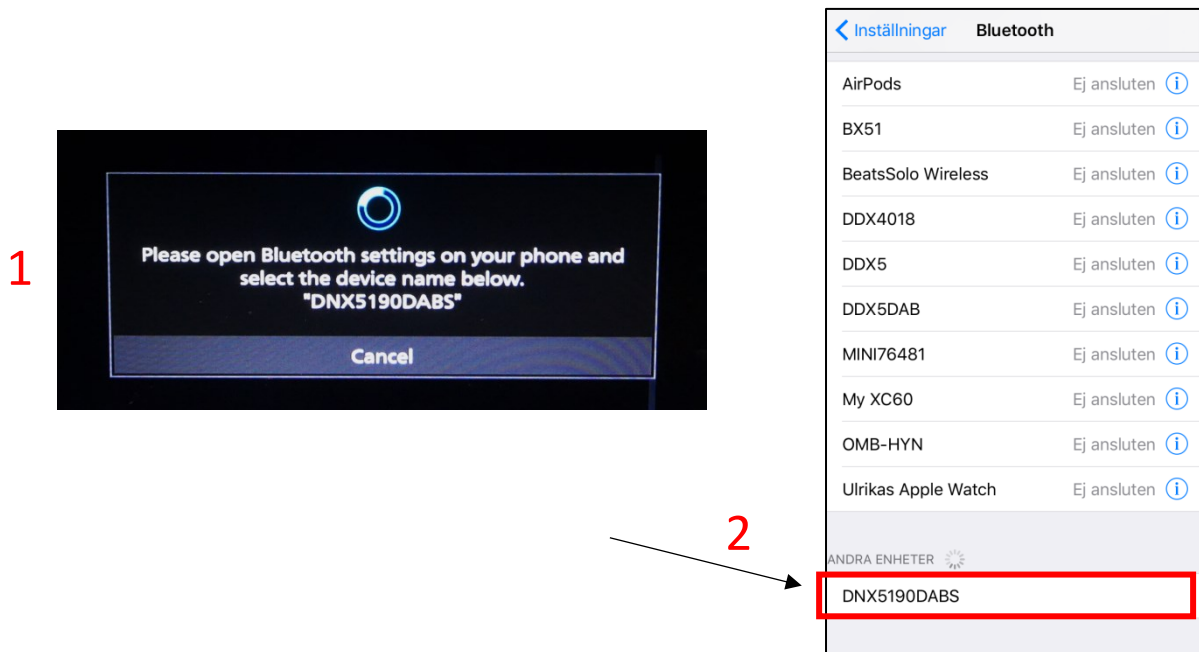 1
Please open Bluetooth settings on your phone and
select the device name below.
"DNX5190DABS"
Cancel
2
Inställningar Bluetooth
AirPods Ej ansluten i
BX51 Ej ansluten i
BeatsSolo Wireless Ej ansluten i
DDX4018 Ej ansluten i
DDX5 Ej ansluten i
DDX5DAB Ej ansluten i
MINI76481 Ej ansluten i
My XC60 Ej ansluten i
OMB-HYN Ej ansluten i
Ulrikas Apple Watch Ej ansluten i
ANDRA ENHETER
DNX5190DABS